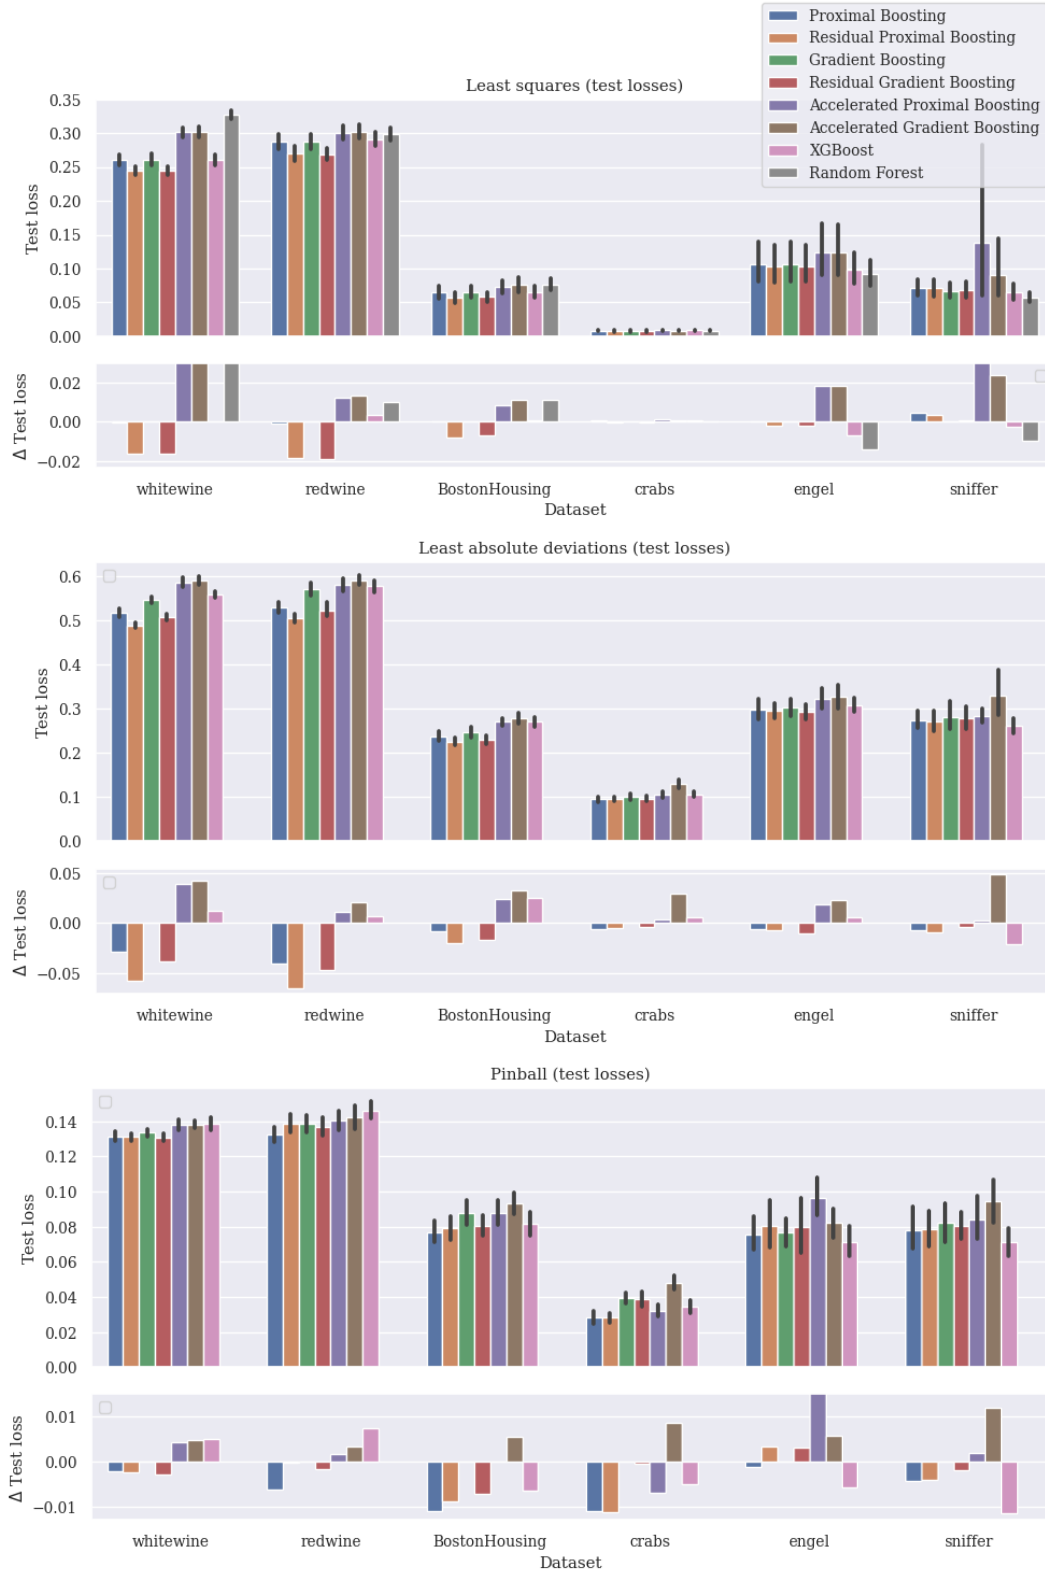 Proximal Boosting
Residual Proximal Boosting
Gradient Boosting
Residual Gradient Boosting
Accelerated Proximal Boosting
Accelerated Gradient Boosting
XGBoost
Random Forest
Least squares (test losses)
0.35
0.30
0.25
0.20
0.15
0.10
0.05
0.00
Test loss
0.02
0.00
−0.02
Δ Test loss
whitewine redwine BostonHousing crabs engel sniffer
Dataset
Least absolute deviations (test losses)
0.6
0.5
0.4
0.3
0.2
0.1
0.0
Test loss
0.05
0.00
−0.05
Δ Test loss
whitewine redwine BostonHousing crabs engel sniffer
Dataset
Pinball (test losses)
0.14
0.12
0.10
0.08
0.06
0.04
0.02
0.00
Test loss
0.01
0.00
−0.01
Δ Test loss
whitewine redwine BostonHousing crabs engel sniffer
Dataset